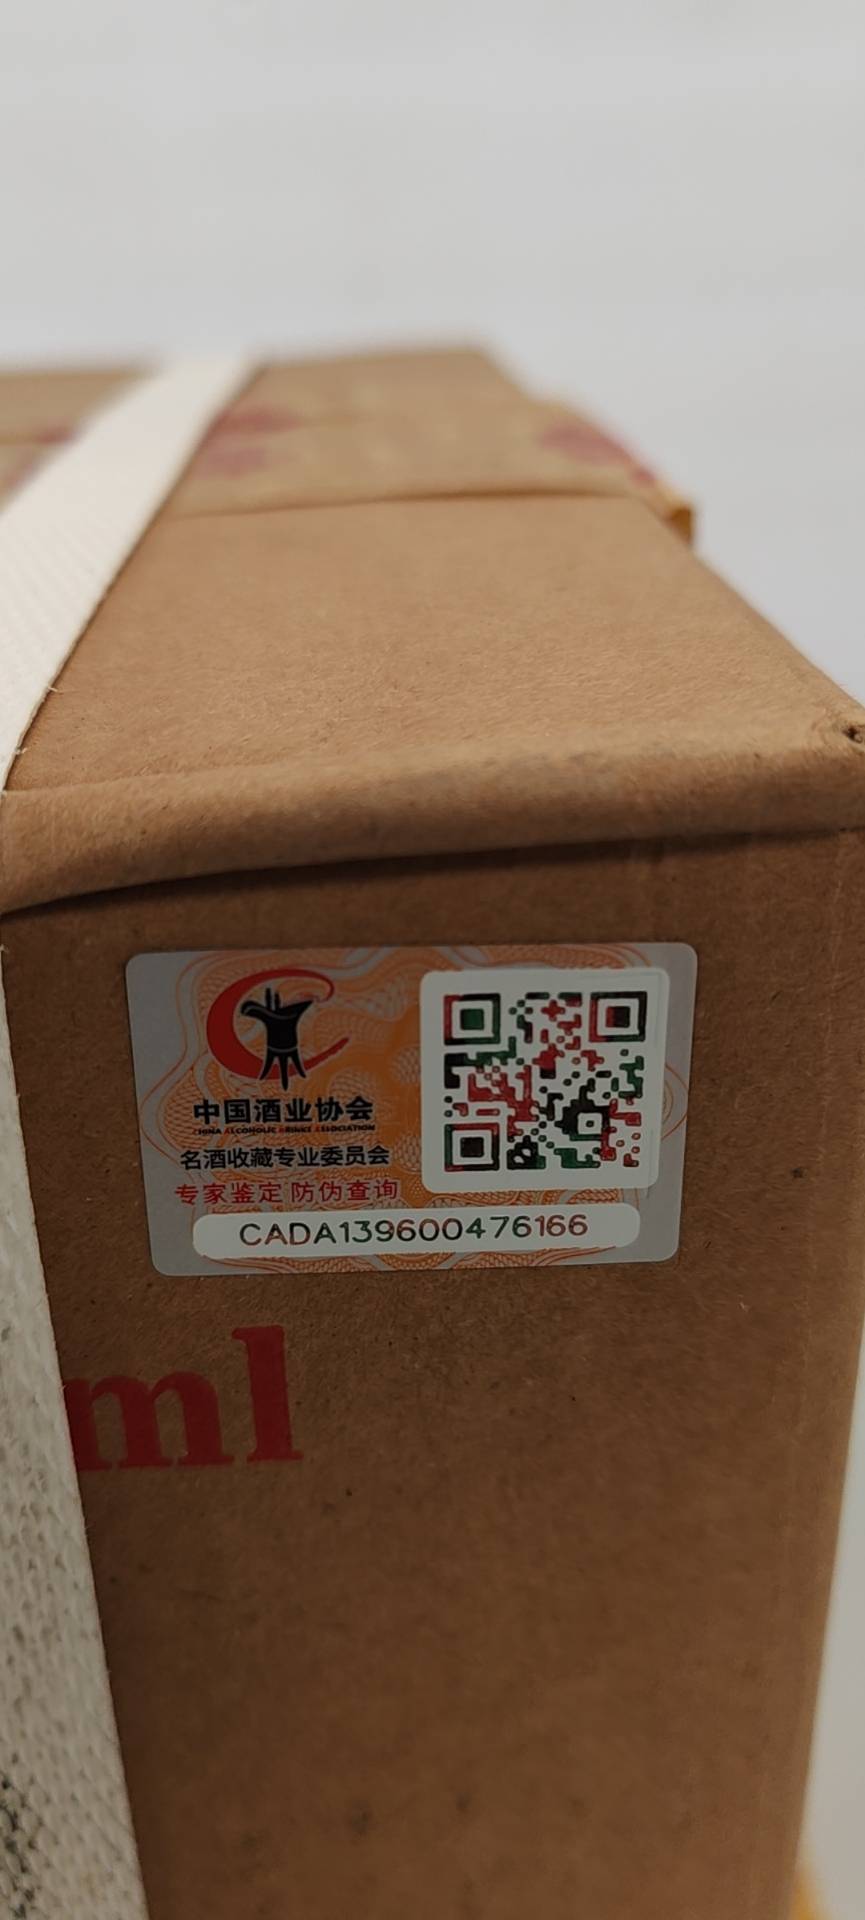 中国酒业协会
CHINA ALCOHOLIC DRINKS ASSOCIATION
名酒收藏专业委员会
专家鉴定 防伪查询
CADA139600476166
ml